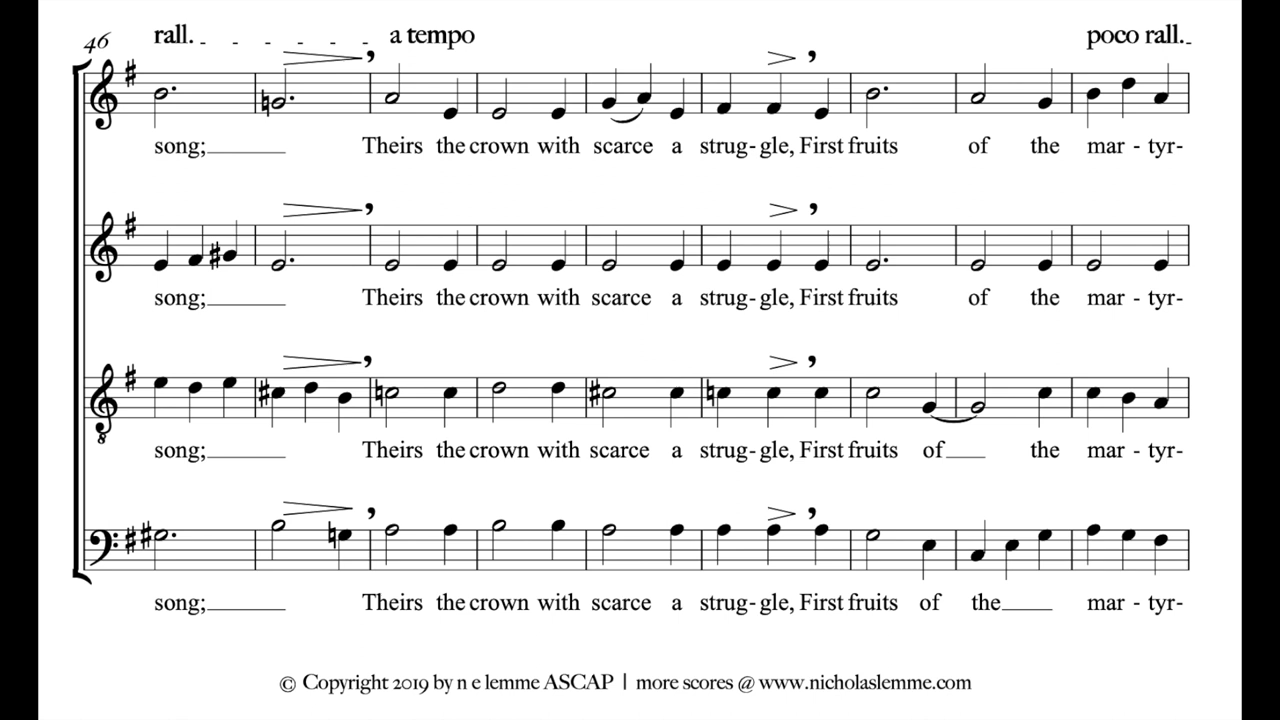 rall. a tempo poco rall.
46
song; Theirs the crown with scarce a strug- gle, First fruits of the mar - tyr-
song; Theirs the crown with scarce a strug- gle, First fruits of the mar - tyr-
song; Theirs the crown with scarce a strug- gle, First fruits of the mar - tyr-
8
song; Theirs the crown with scarce a strug- gle, First fruits of the mar - tyr-
© Copyright 2019 by n e lemme ASCAP | more scores @ www.nicholaslemme.com